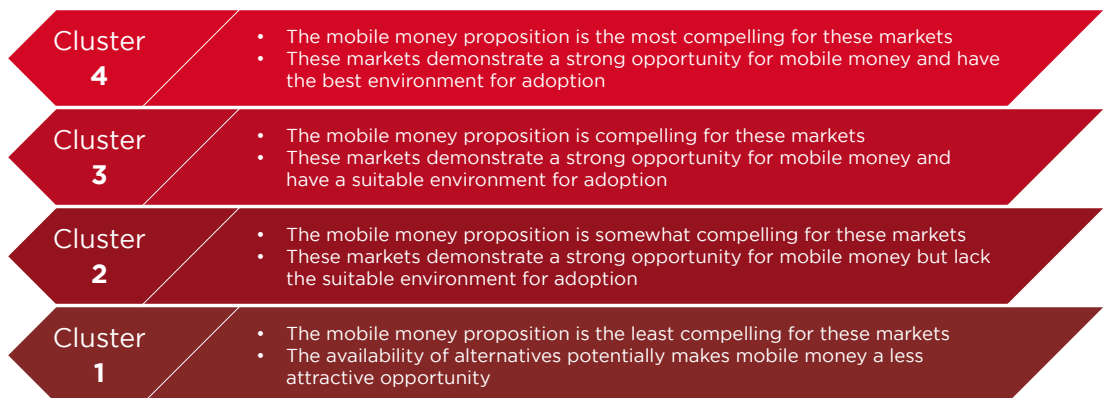 Cluster
4
• The mobile money proposition is the most compelling for these markets
• These markets demonstrate a strong opportunity for mobile money and have
the best environment for adoption
Cluster
3
• The mobile money proposition is compelling for these markets
• These markets demonstrate a strong opportunity for mobile money and
have a suitable environment for adoption
Cluster
2
• The mobile money proposition is somewhat compelling for these markets
• These markets demonstrate a strong opportunity for mobile money but lack
the suitable environment for adoption
Cluster
1
• The mobile money proposition is the least compelling for these markets
• The availability of alternatives potentially makes mobile money a less
attractive opportunity